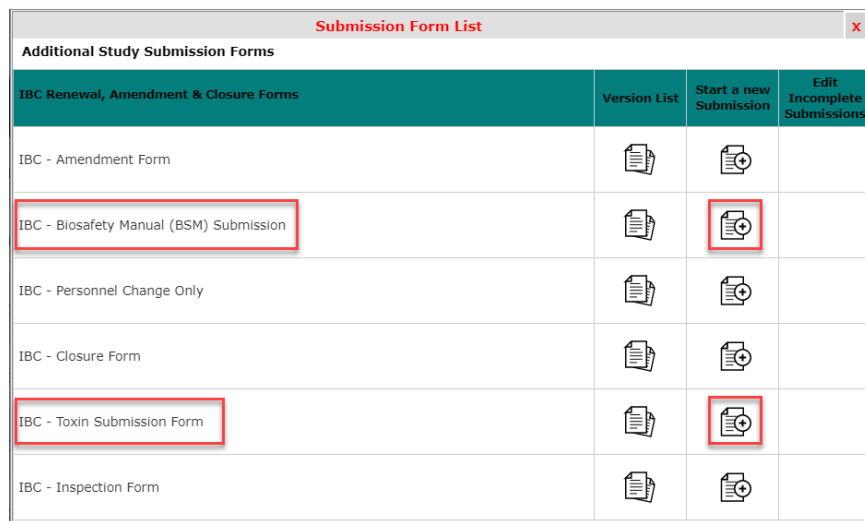 Submission Form List
x
Additional Study Submission Forms
IBC Renewal, Amendment & Closure Forms
Version List
Start a new
Submission
Edit
Incomplete
Submissions
IBC - Amendment Form
IBC - Biosafety Manual (BSM) Submission
IBC - Personnel Change Only
IBC - Closure Form
IBC - Toxin Submission Form
IBC - Inspection Form